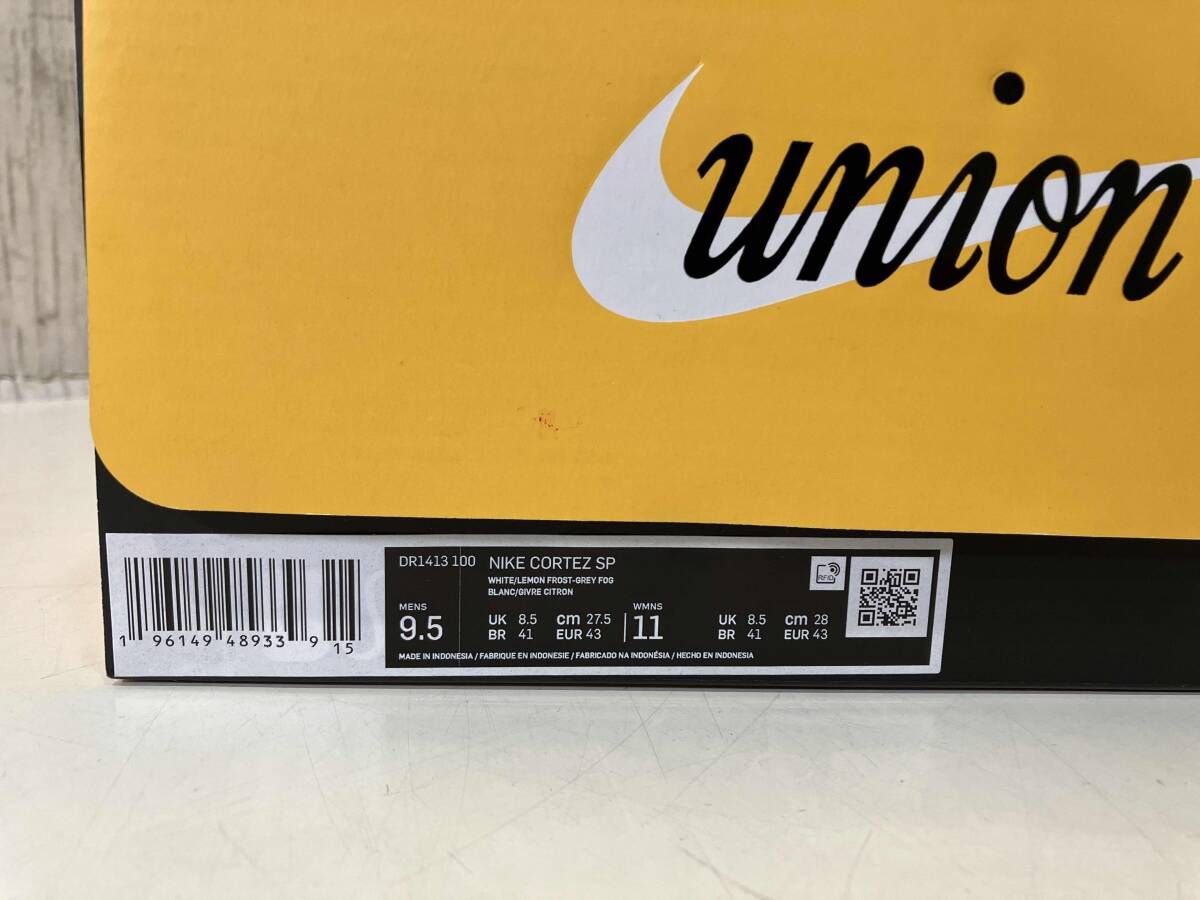 union
1 96149 48933 9 15
DR1413 100 NIKE CORTEZ SP
WHITE/LEMON FROST-GREY FOG
BLANC/GIVRE CITRON
RFID
MENS
9.5
UK 8.5 cm 27.5
BR 41 EUR 43
WMNS
11
UK 8.5 cm 28
BR 41 EUR 43
MADE IN INDONESIA / FABRIQUE EN INDONESIE / FABRICADO NA INDONÉSIA / HECHO EN INDONESIA